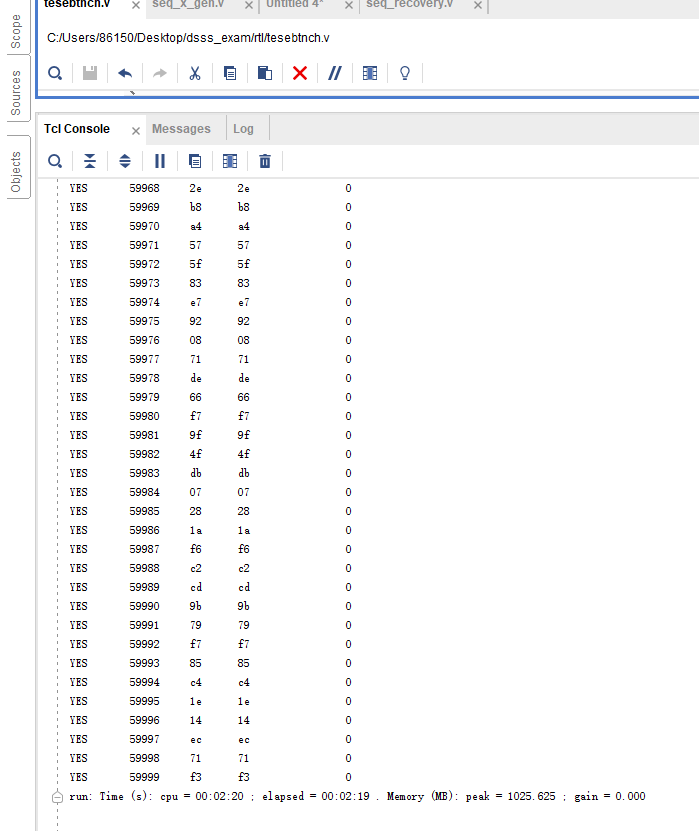 Scope
Sources
Objects
tesebtnch.v × seq_x_gen.v × Untitled 4* × seq_recovery.v ×
C:/Users/86150/Desktop/dsss_exam/rtl/tesebtnch.v
Tcl Console × Messages Log
YES 59968 2e 2e 0
YES 59969 b8 b8 0
YES 59970 a4 a4 0
YES 59971 57 57 0
YES 59972 5f 5f 0
YES 59973 83 83 0
YES 59974 e7 e7 0
YES 59975 92 92 0
YES 59976 08 08 0
YES 59977 71 71 0
YES 59978 de de 0
YES 59979 66 66 0
YES 59980 f7 f7 0
YES 59981 9f 9f 0
YES 59982 4f 4f 0
YES 59983 db db 0
YES 59984 07 07 0
YES 59985 28 28 0
YES 59986 1a 1a 0
YES 59987 f6 f6 0
YES 59988 c2 c2 0
YES 59989 cd cd 0
YES 59990 9b 9b 0
YES 59991 79 79 0
YES 59992 f7 f7 0
YES 59993 85 85 0
YES 59994 c4 c4 0
YES 59995 1e 1e 0
YES 59996 14 14 0
YES 59997 ec ec 0
YES 59998 71 71 0
YES 59999 f3 f3 0
run: Time (s): cpu = 00:02:20 ; elapsed = 00:02:19 . Memory (MB): peak = 1025.625 ; gain = 0.000